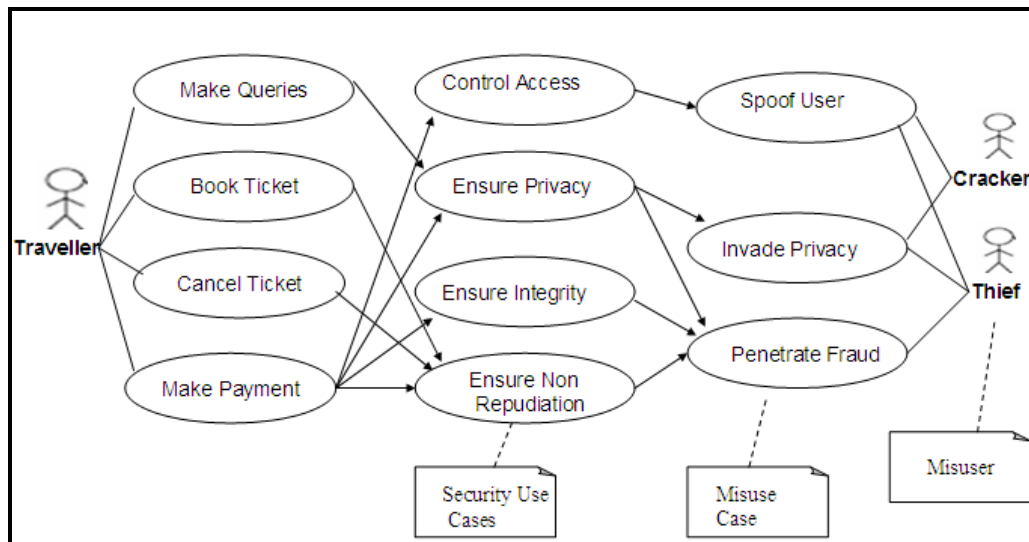 Make Queries
Control Access
Spoof User
Book Ticket
Ensure Privacy
Cracker
Traveller
Invade Privacy
Cancel Ticket
Ensure Integrity
Thief
Make Payment
Ensure Non
Repudiation
Penetrate Fraud
Security Use
Cases
Misuse
Case
Misuser